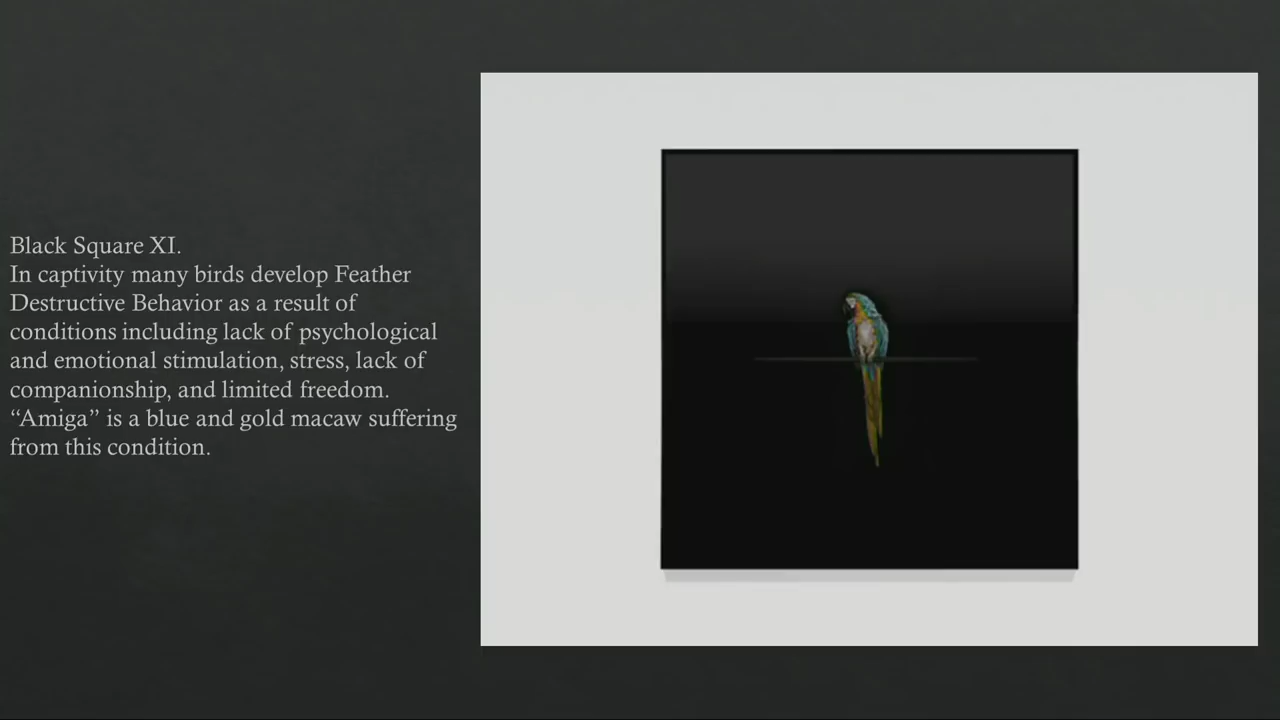 Black Square XI.
In captivity many birds develop Feather
Destructive Behavior as a result of
conditions including lack of psychological
and emotional stimulation, stress, lack of
companionship, and limited freedom.
“Amiga” is a blue and gold macaw suffering
from this condition.